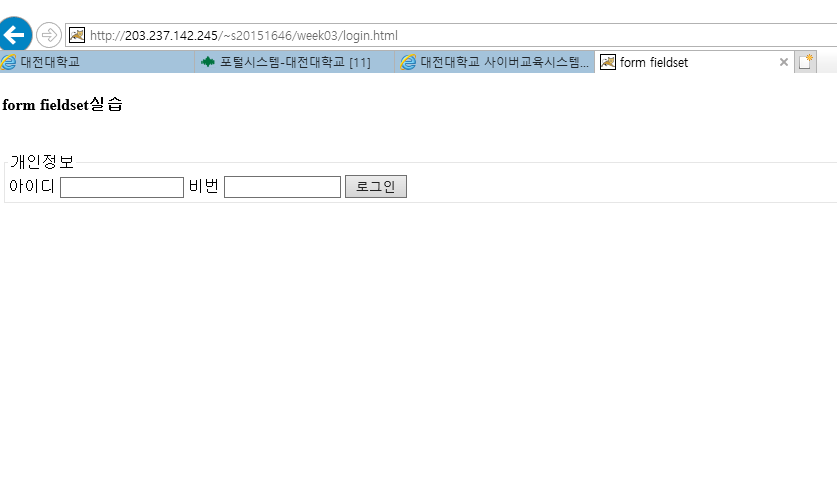 http://203.237.142.245/~s20151646/week03/login.html
대전대학교 포털시스템-대전대학교 [11] 대전대학교 사이버교육시스템... form fieldset
form fieldset실습
개인정보
아이디 비번 로그인